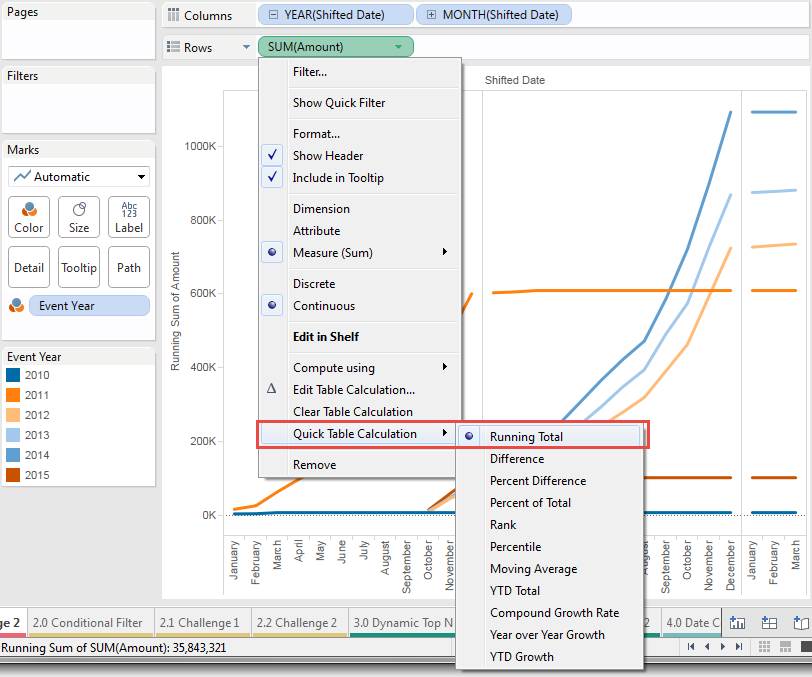 Pages
Columns
YEAR(Shifted Date)
MONTH(Shifted Date)
Rows
SUM(Amount)
Filters
Marks
Automatic
Color
Size
Abc
123
Label
Detail
Tooltip
Path
Event Year
Event Year
2010
2011
2012
2013
2014
2015
Filter...
Show Quick Filter
Format...
Show Header
Include in Tooltip
Dimension
Attribute
Measure (Sum)
Discrete
Continuous
Edit in Shelf
Compute using
Edit Table Calculation...
Clear Table Calculation
Quick Table Calculation
Remove
Running Total
Difference
Percent Difference
Percent of Total
Rank
Percentile
Moving Average
YTD Total
Compound Growth Rate
Year over Year Growth
YTD Growth
Shifted Date
Running Sum of Amount
1000K
800K
600K
400K
200K
0K
January
February
March
April
May
June
July
August
September
October
November
August
September
October
November
December
January
February
March
ge 2
2.0 Conditional Filter
2.1 Challenge 1
2.2 Challenge 2
3.0 Dynamic Top N
2
4.0 Date C
Running Sum of SUM(Amount): 35,843,321